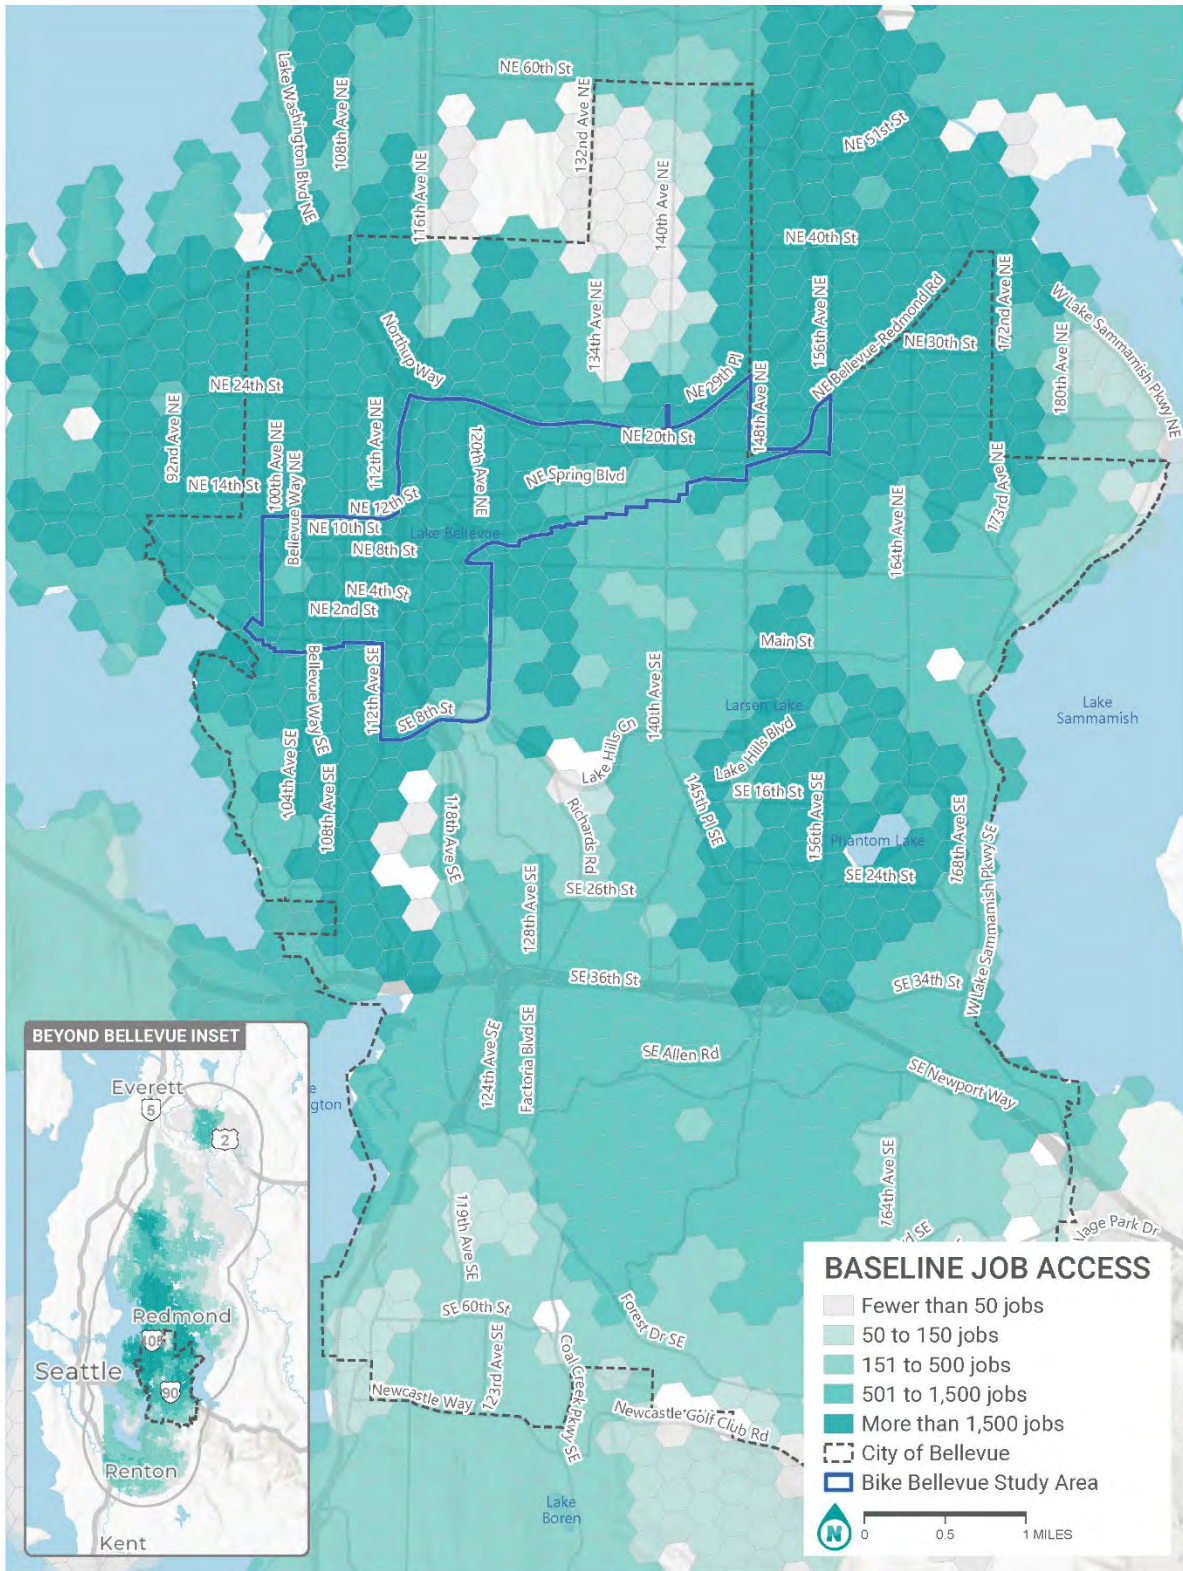 NE 60th St
Lake Washington Blvd NE
108th Ave NE
132nd Ave NE
NE 51st St
116th Ave NE
140th Ave NE
NE 40th St
134th Ave NE
156th Ave NE
NE Bellevue-Redmond Rd
172nd Ave NE
W Lake Sammamish Pkwy NE
Northup Way
NE 30th St
NE 29th Pl
180th Ave NE
NE 24th St
92nd Ave NE
100th Ave NE
112th Ave NE
148th Ave NE
NE 20th St
120th Ave NE
Bellevue Way NE
NE 14th St
NE Spring Blvd
173rd Ave NE
NE 12th St
NE 10th St
Lake Bellevue
164th Ave NE
NE 8th St
NE 4th St
NE 2nd St
Main St
Bellevue Way SE
112th Ave SE
140th Ave SE
Larsen Lake
Lake
Sammamish
SE 8th St
Lake Hills Cn
Lake Hills Blvd
104th Ave SE
108th Ave SE
118th Ave SE
Richards Rd
145th Pl SE
SE 16th St
156th Ave SE
Phantom Lake
168th Ave SE
SE 24th St
SE 26th St
128th Ave SE
W Lake Sammamish Pkwy SE
SE 36th St
SE 34th St
124th Ave SE
Factoria Blvd SE
SE Allen Rd
SE Newport Way
164th Ave SE
119th Ave SE
SE 60th St
123rd Ave SE
Forest Dr SE
Coal Creek Pkwy SE
Newcastle Way
Newcastle Golf Club Rd
Lake
Boren
BEYOND BELLEVUE INSET
Everett
5
2
Redmond
405
Seattle
90
Renton
Kent
BASELINE JOB ACCESS
Fewer than 50 jobs
50 to 150 jobs
151 to 500 jobs
501 to 1,500 jobs
More than 1,500 jobs
City of Bellevue
Bike Bellevue Study Area
N
0 0.5 1 MILES